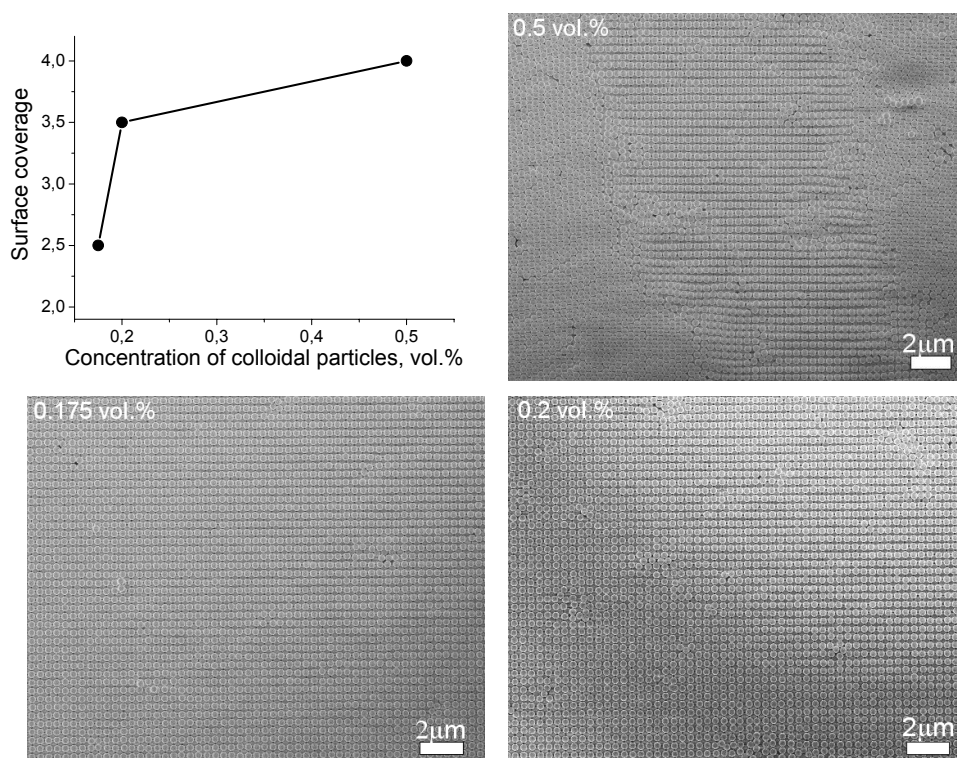 4,0
3,5
3,0
2,5
2,0
Surface coverage
0,2 0,3 0,4 0,5
Concentration of colloidal particles, vol.%
0.5 vol.%
2μm
0.175 vol.%
2μm
0.2 vol.%
2μm